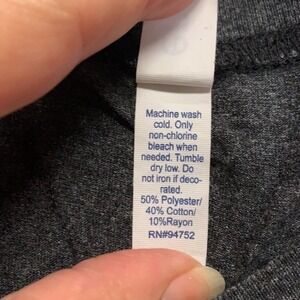 Machine wash
cold. Only
non-chlorine
bleach when
needed. Tumble
dry low. Do
not iron if deco-
rated.
50% Polyester/
40% Cotton/
10%Rayon
RN#94752